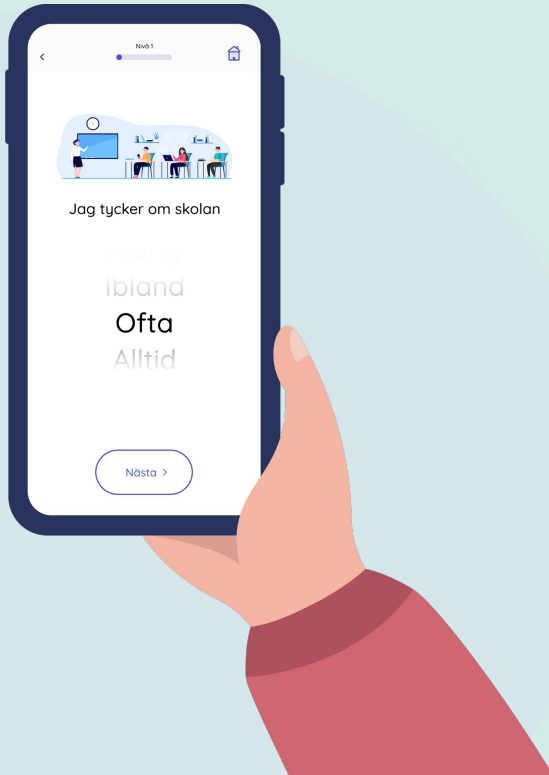 Nivå 1
Jag tycker om skolan
Ibland
Ofta
Alltid
Nästa >